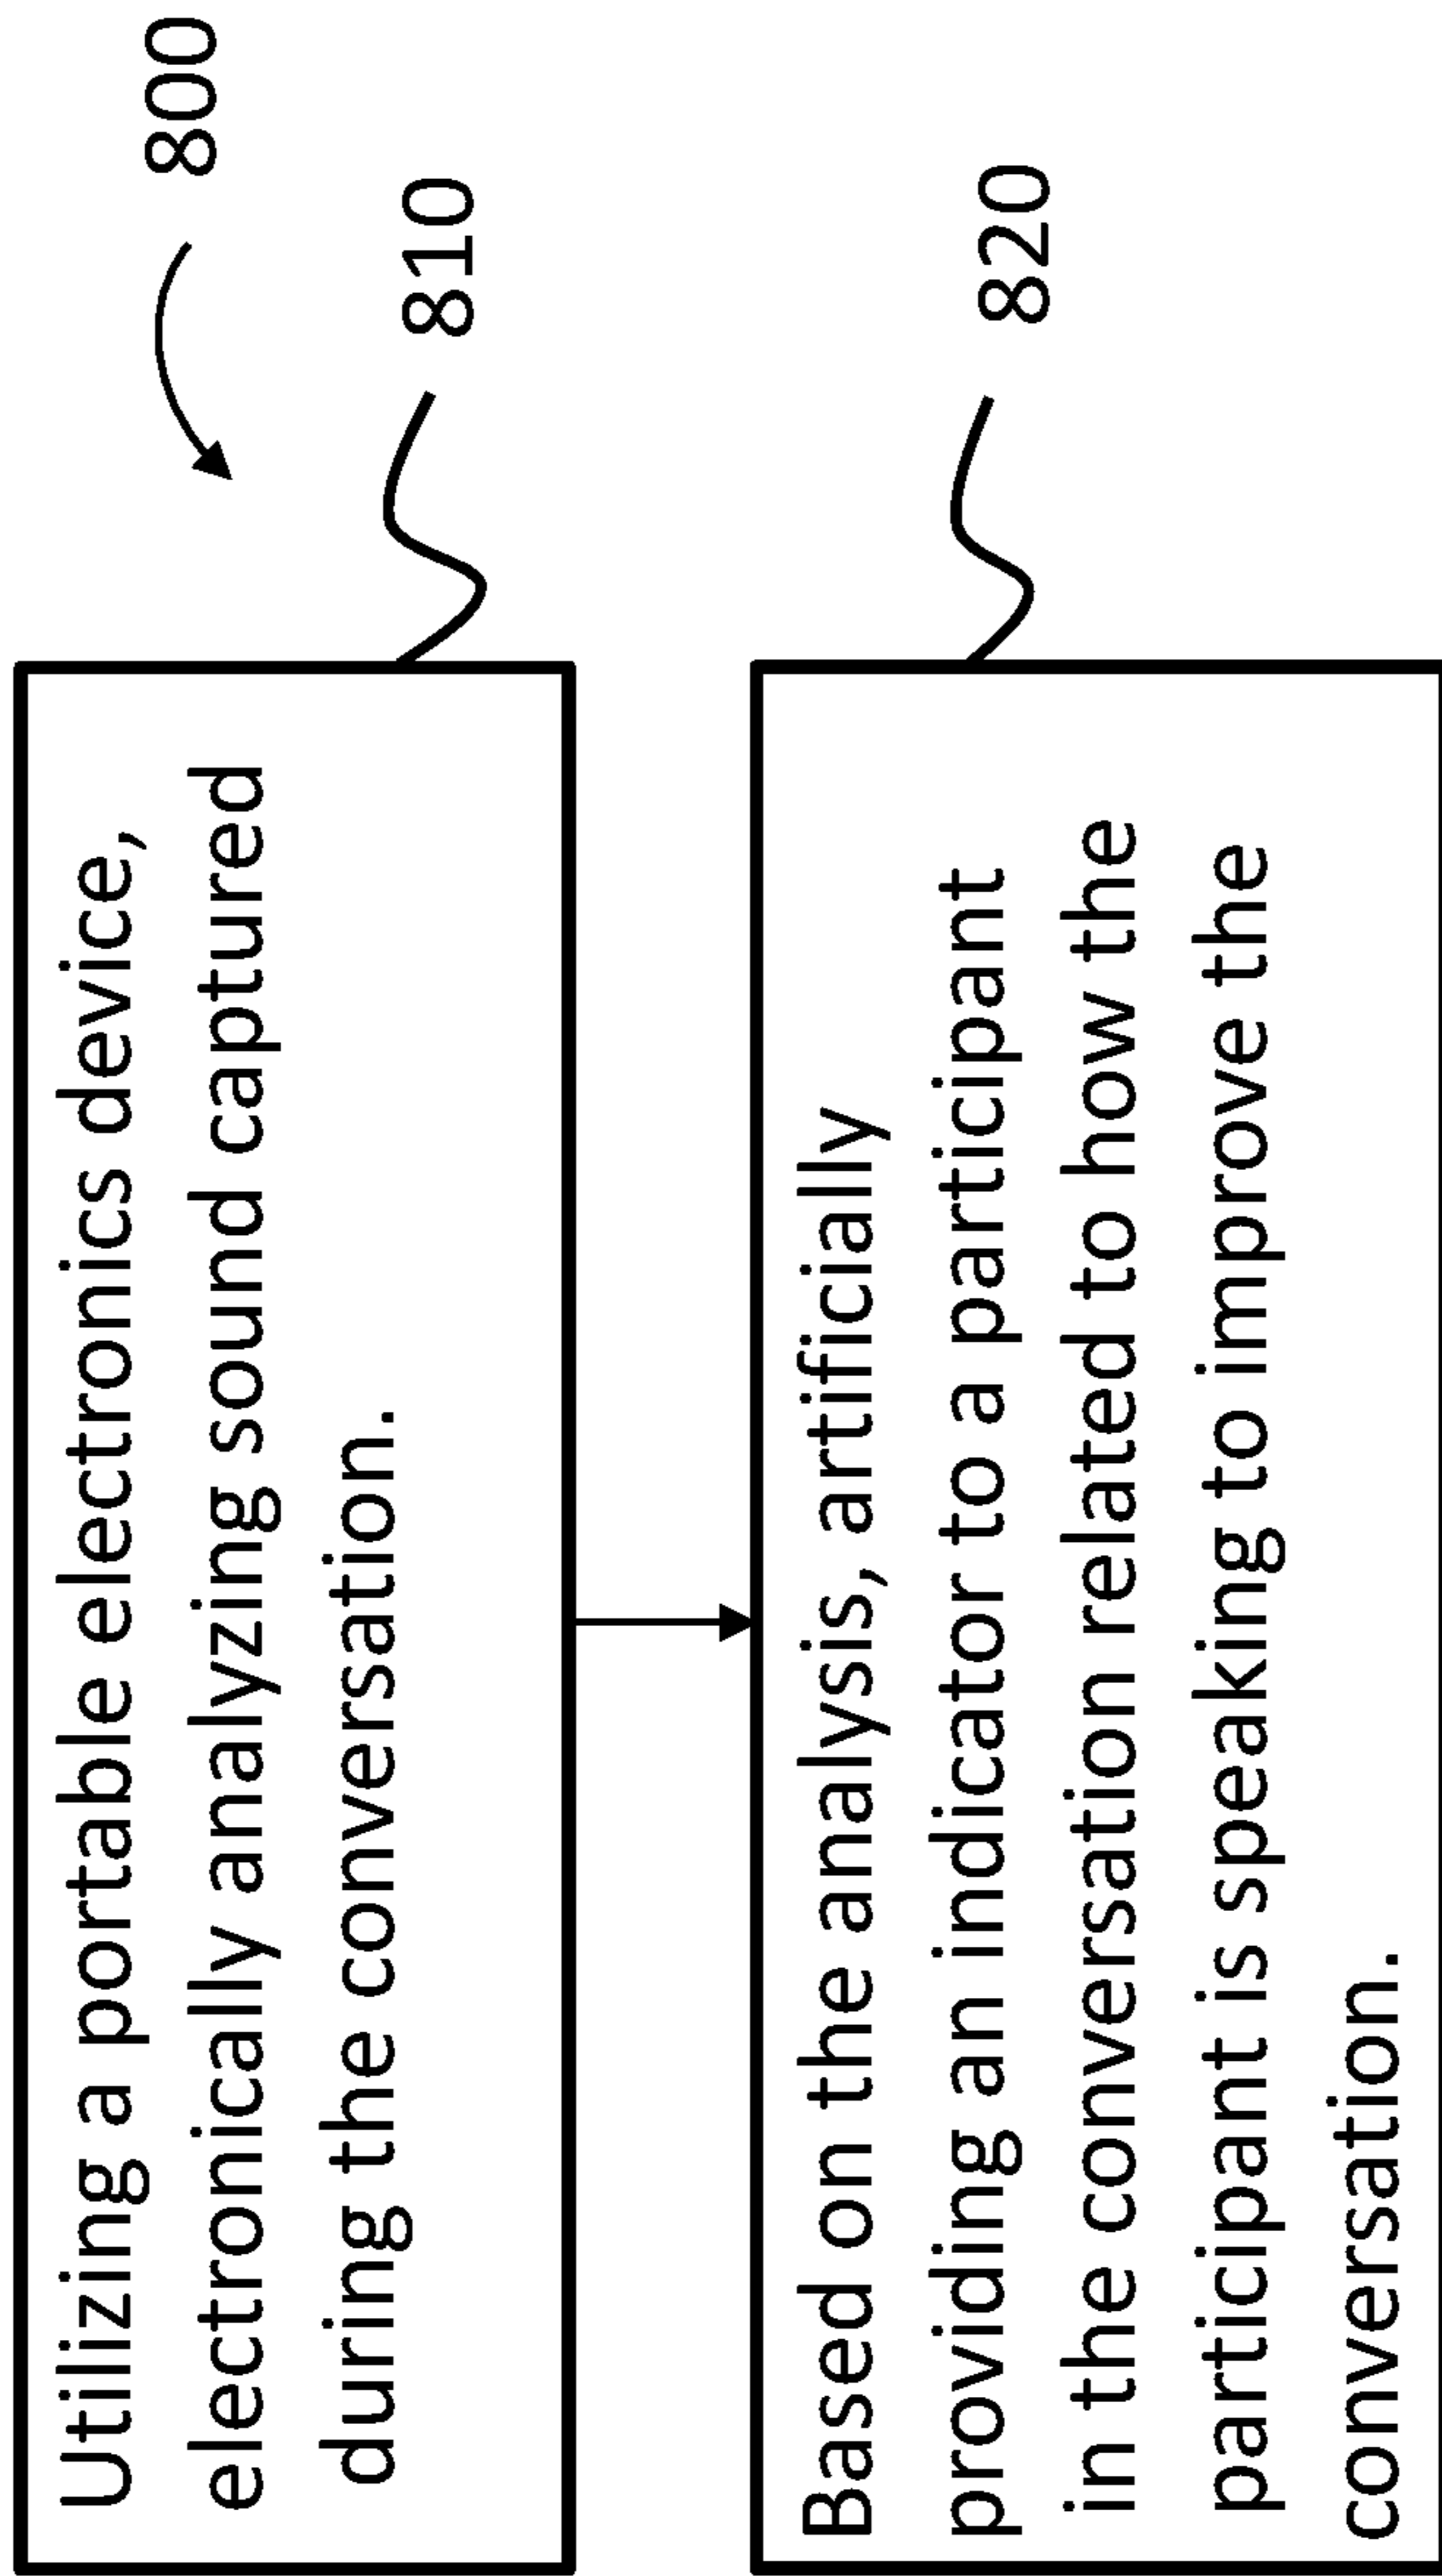 800
Utilizing a portable electronics device,
electronically analyzing sound captured
during the conversation.
810
Based on the analysis, artificially
providing an indicator to a participant
in the conversation related to how the
participant is speaking to improve the
conversation.
820